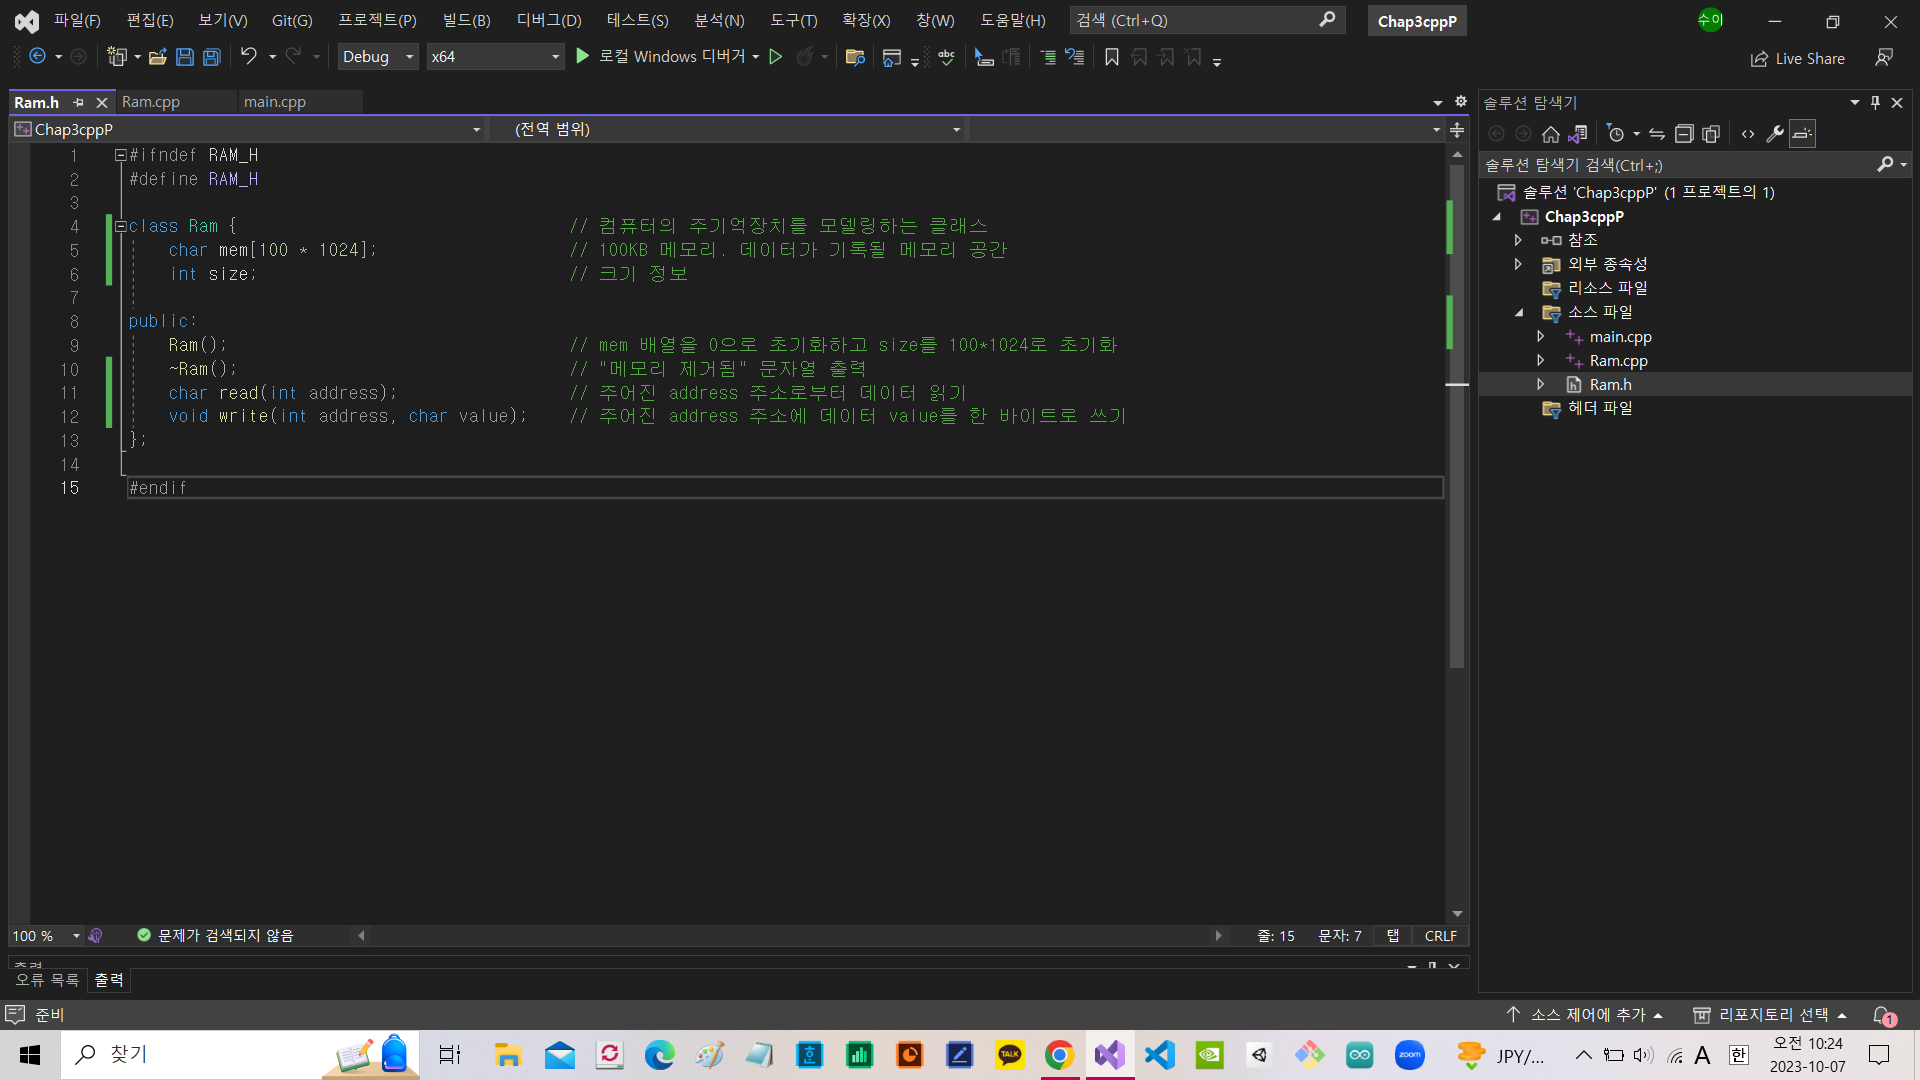 파일(F) 편집(E) 보기(V) Git(G) 프로젝트(P) 빌드(B) 디버그(D) 테스트(S) 분석(N) 도구(T) 확장(X) 창(W) 도움말(H) 검색 (Ctrl+Q) Chap3cppP 수이
Debug x64 로컬 Windows 디버거 Live Share
Ram.h Ram.cpp main.cpp
Chap3cppP (전역 범위)
1 #ifndef RAM_H
2 #define RAM_H
3
4 class Ram { // 컴퓨터의 주기억장치를 모델링하는 클래스
5 char mem[100 * 1024]; // 100KB 메모리. 데이터가 기록될 메모리 공간
6 int size; // 크기 정보
7
8 public:
9 Ram(); // mem 배열을 0으로 초기화하고 size를 100*1024로 초기화
10 ~Ram(); // "메모리 제거됨" 문자열 출력
11 char read(int address); // 주어진 address 주소로부터 데이터 읽기
12 void write(int address, char value); // 주어진 address 주소에 데이터 value를 한 바이트로 쓰기
13 };
14
15 #endif
100 % 문제가 검색되지 않음 줄: 15 문자: 7 탭 CRLF
출력
오류 목록 출력
솔루션 탐색기
솔루션 탐색기 검색(Ctrl+;)
솔루션 'Chap3cppP' (1 프로젝트의 1)
Chap3cppP
참조
외부 종속성
리소스 파일
소스 파일
main.cpp
Ram.cpp
Ram.h
헤더 파일
준비 소스 제어에 추가 리포지토리 선택 1
찾기 TALK zoom JPY/... A 한 오전 10:24
2023-10-07